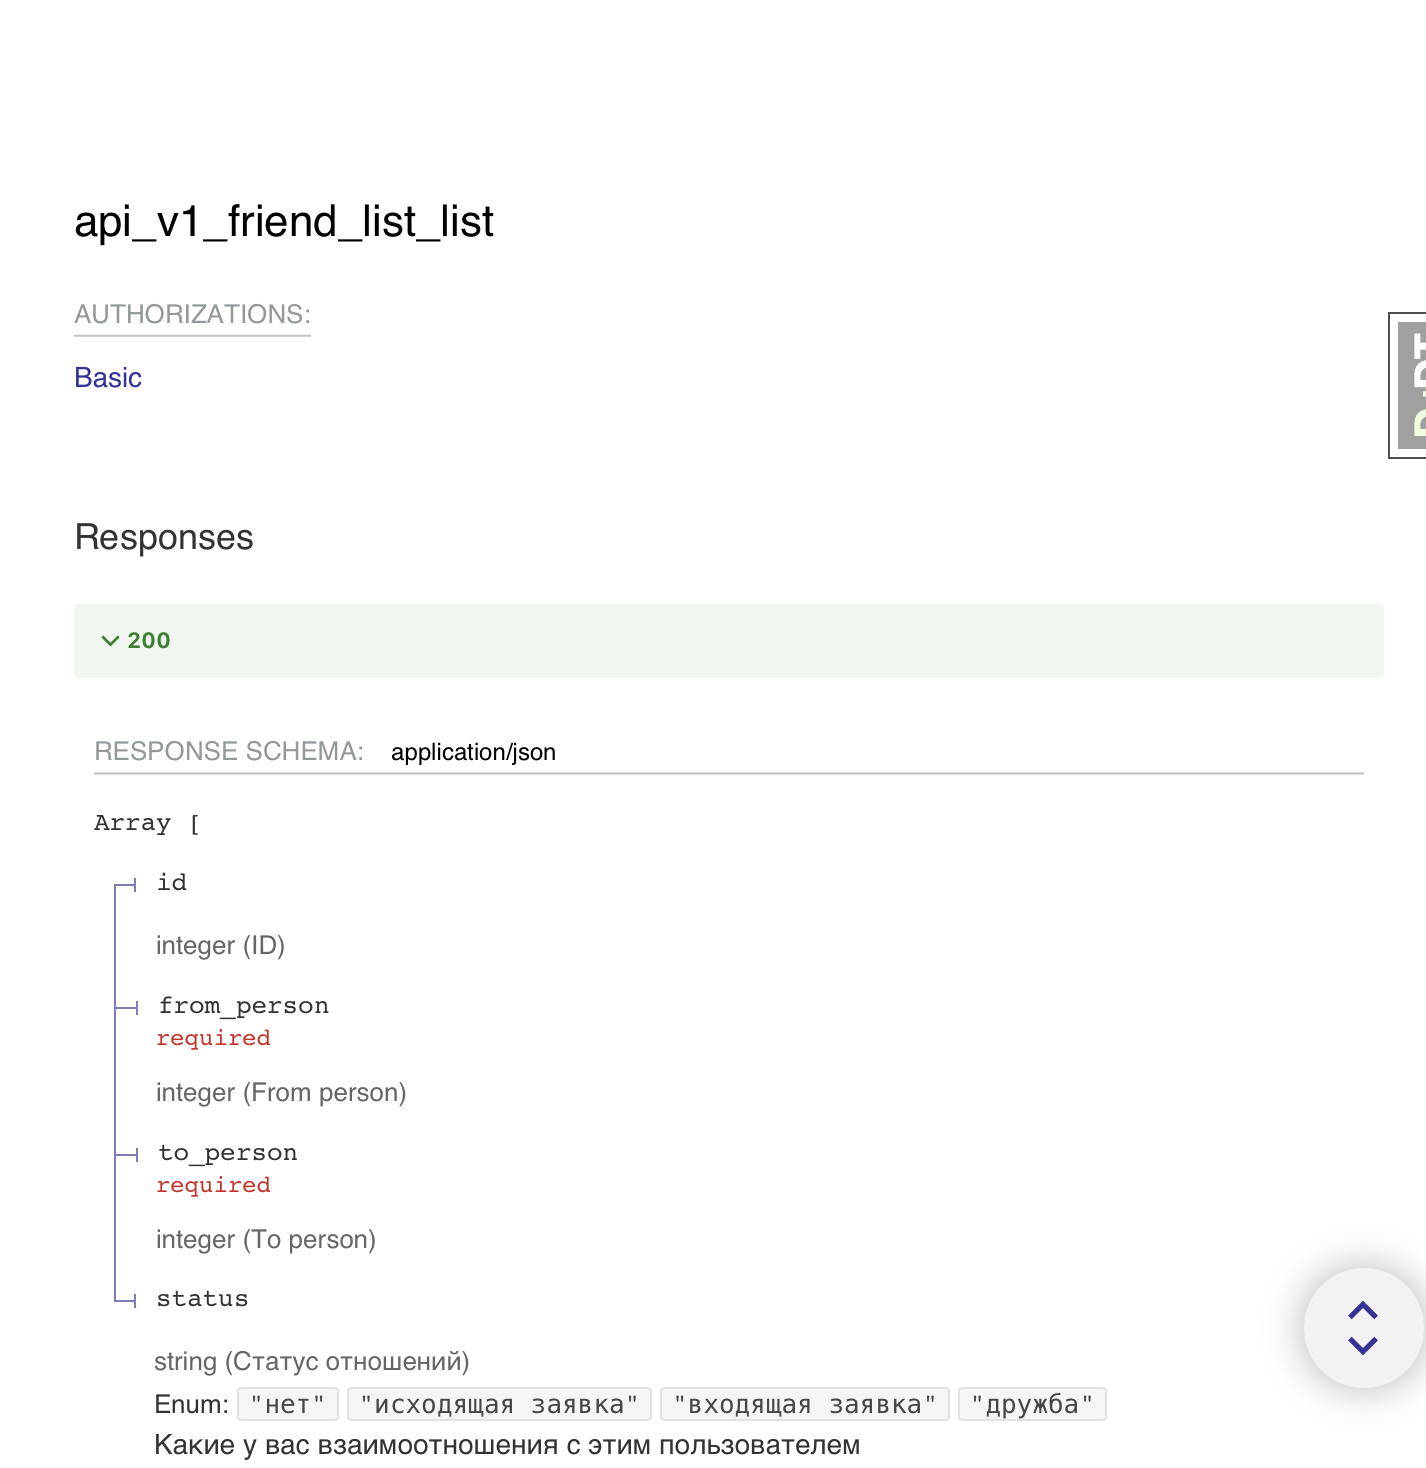 api_v1_friend_list_list
AUTHORIZATIONS:
Basic
Responses
200
RESPONSE SCHEMA: application/json
Array [
id
integer (ID)
from_person
required
integer (From person)
to_person
required
integer (To person)
status
string (Статус отношений)
Enum: "нет" "исходящая заявка" "входящая заявка" "дружба"
Какие у вас взаимоотношения с этим пользователем